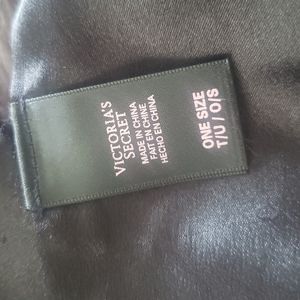 VICTORIA'S
SECRET
MADE IN CHINA
FAIT EN CHINE
HECHO EN CHINA
ONE SIZE
T/U / O/S